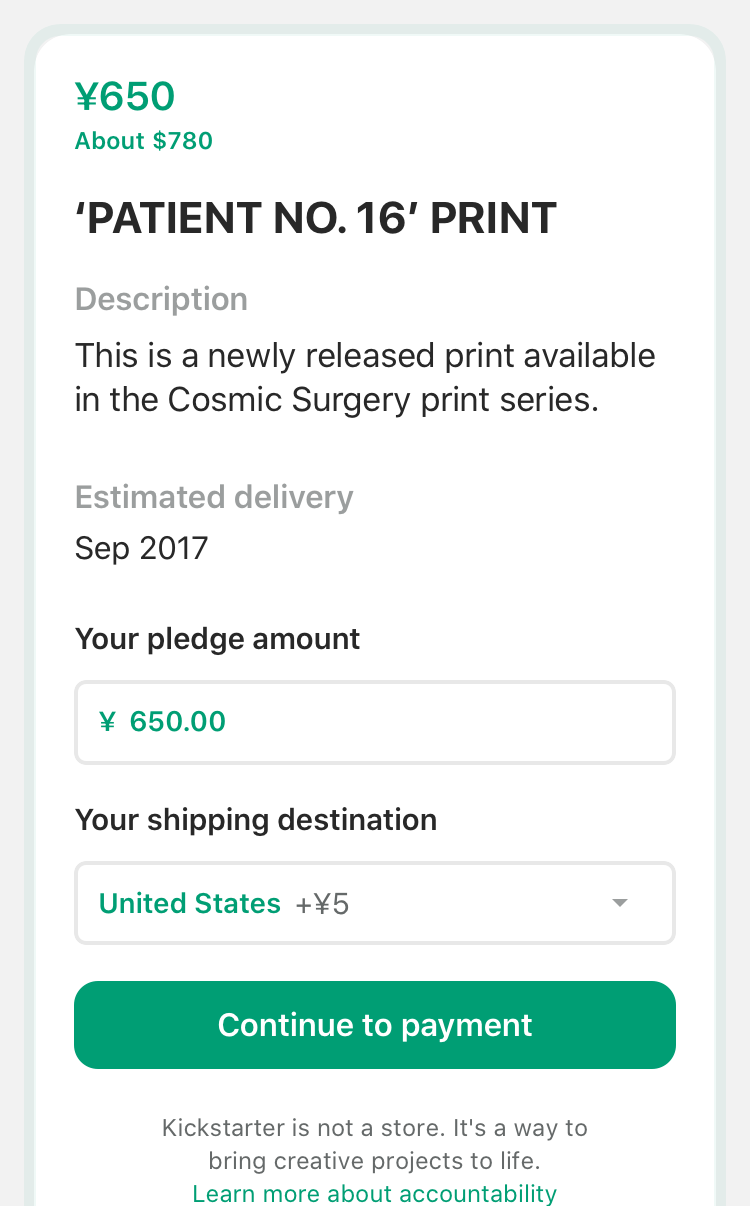 ¥650
About $780
‘PATIENT NO. 16’ PRINT
Description
This is a newly released print available
in the Cosmic Surgery print series.
Estimated delivery
Sep 2017
Your pledge amount
¥ 650.00
Your shipping destination
United States +¥5
Continue to payment
Kickstarter is not a store. It's a way to
bring creative projects to life.
Learn more about accountability